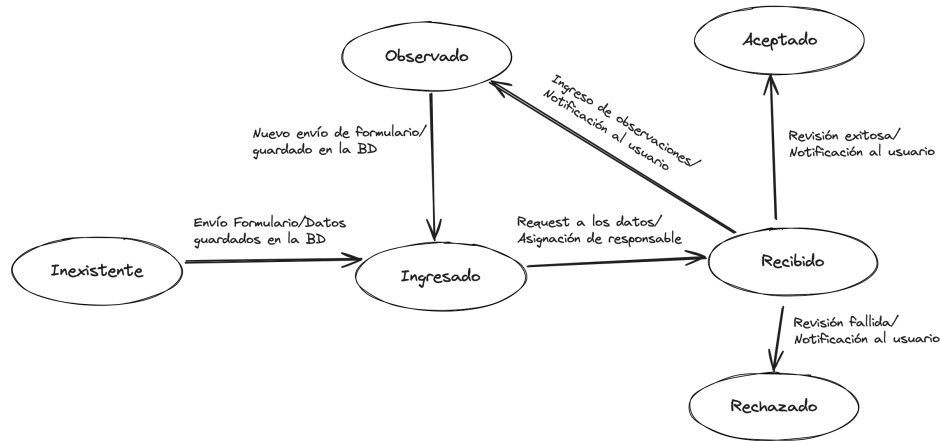 Aceptado
Observado
Ingreso de observaciones/
Notificación al usuario
Nuevo envío de formulario/
guardado en la BD
Revisión exitosa/
Notificación al usuario
Envío Formulario/Datos
guardados en la BD
Request a los datos/
Asignación de responsable
Inexistente
Ingresado
Recibido
Revisión fallida/
Notificación al usuario
Rechazado